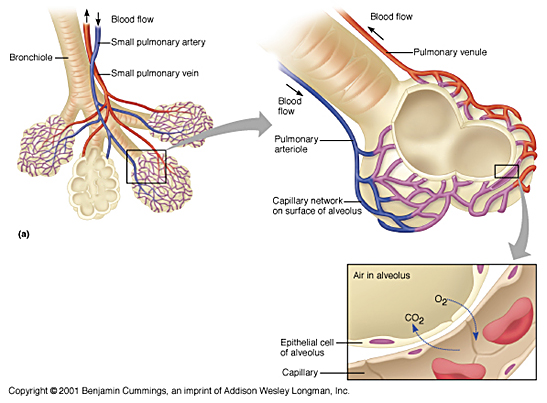 Blood flow
Small pulmonary artery
Bronchiole
Small pulmonary vein
(a)
Blood flow
Pulmonary venule
Blood
flow
Pulmonary
arteriole
Capillary network
on surface of alveolus
Air in alveolus
O2
CO2
Epithelial cell
of alveolus
Capillary
Copyright © 2001 Benjamin Cummings, an imprint of Addison Wesley Longman, Inc.